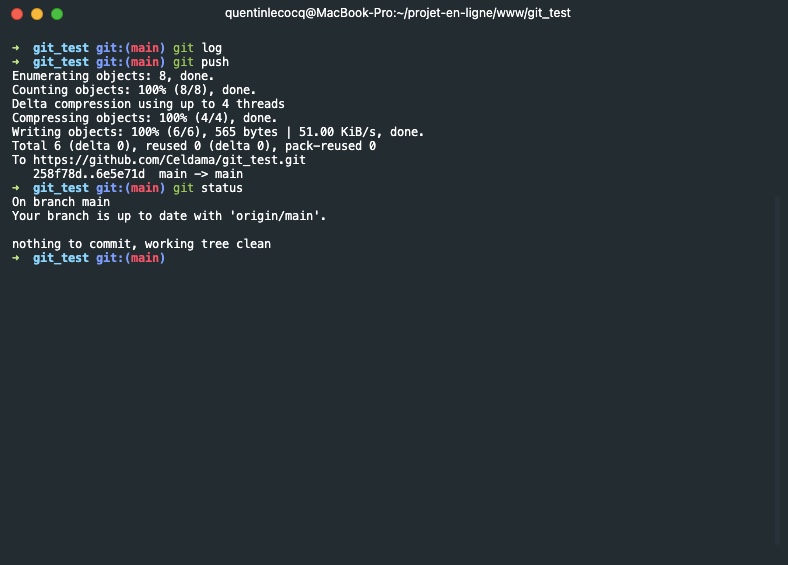 quentinlecocq@MacBook-Pro:~/projet-en-ligne/www/git_test
→ git_test git:(main) git log
→ git_test git:(main) git push
Enumerating objects: 8, done.
Counting objects: 100% (8/8), done.
Delta compression using up to 4 threads
Compressing objects: 100% (4/4), done.
Writing objects: 100% (6/6), 565 bytes | 51.00 KiB/s, done.
Total 6 (delta 0), reused 0 (delta 0), pack-reused 0
To https://github.com/Celdama/git_test.git
   258f78d..6e5e71d  main -> main
→ git_test git:(main) git status
On branch main
Your branch is up to date with 'origin/main'.
nothing to commit, working tree clean
→ git_test git:(main)